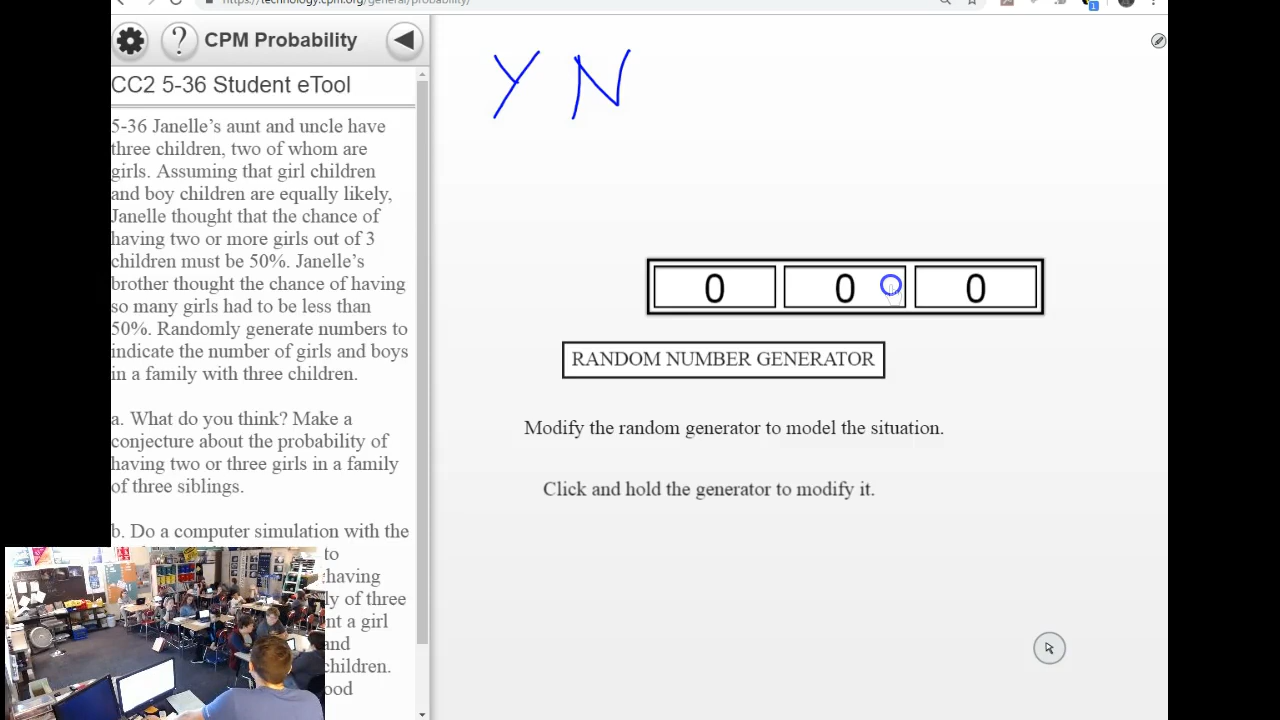 https://technology.cpm.org/general/probability/
? CPM Probability
CC2 5-36 Student eTool
5-36 Janelle's aunt and uncle have
three children, two of whom are
girls. Assuming that girl children
and boy children are equally likely,
Janelle thought that the chance of
having two or more girls out of 3
children must be 50%. Janelle's
brother thought the chance of having
so many girls had to be less than
50%. Randomly generate numbers to
indicate the number of girls and boys
in a family with three children.
a. What do you think? Make a
conjecture about the probability of
having two or three girls in a family
of three siblings.
b. Do a computer simulation with the
to
having
ly of three
nt a girl
and
children.
ood
Y N
0 0 0
RANDOM NUMBER GENERATOR
Modify the random generator to model the situation.
Click and hold the generator to modify it.